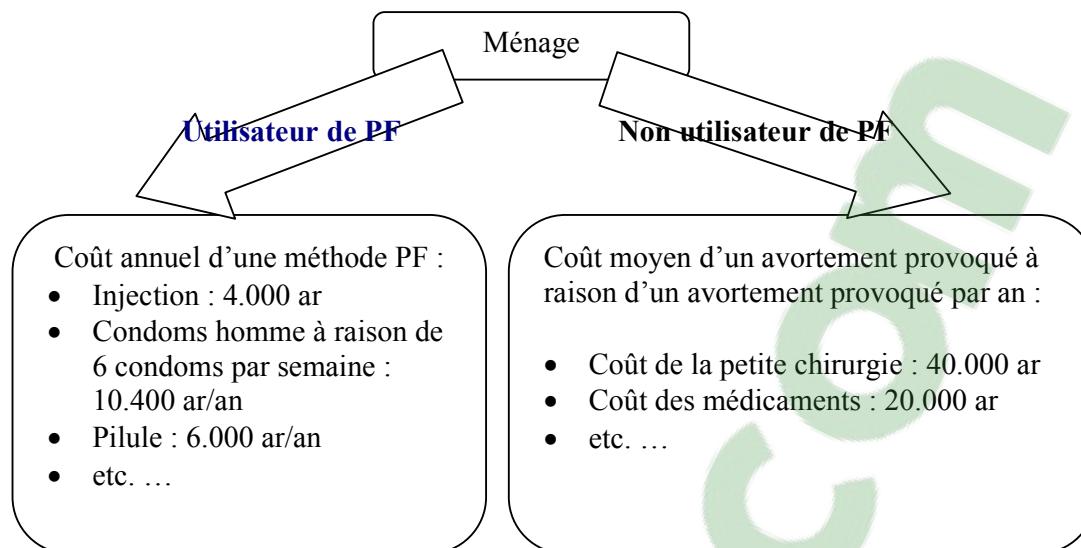 Ménage
Utilisateur de PF
Non utilisateur de PF
Coût annuel d’une méthode PF :
• Injection : 4.000 ar
• Condoms homme à raison de
6 condoms par semaine :
10.400 ar/an
• Pilule : 6.000 ar/an
• etc. …
Coût moyen d’un avortement provoqué à
raison d’un avortement provoqué par an :
• Coût de la petite chirurgie : 40.000 ar
• Coût des médicaments : 20.000 ar
• etc. …
com